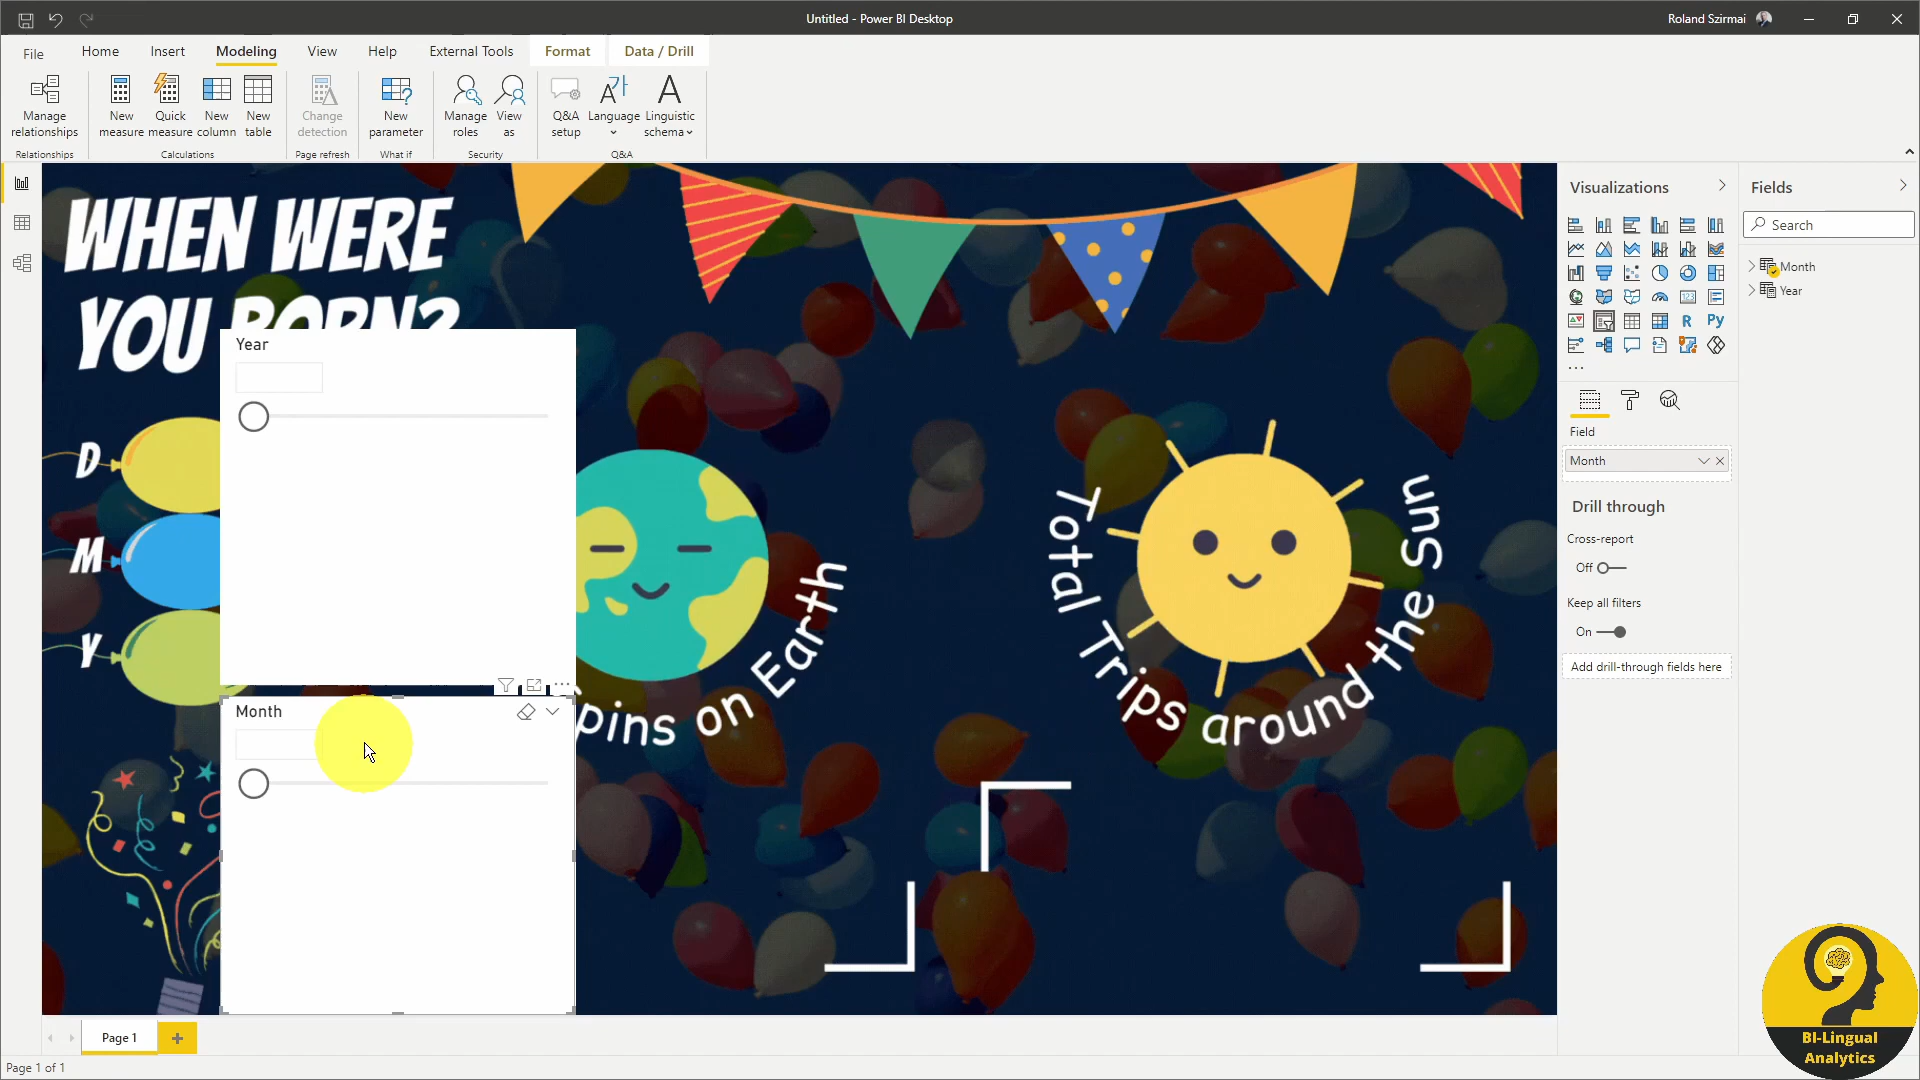 Untitled - Power BI Desktop
Roland Szirmai
File
Home
Insert
Modeling
View
Help
External Tools
Format
Data / Drill
Manage relationships
New measure
Quick measure
New column
New table
Change detection
New parameter
Manage roles
View as
Q&A setup
Language
Linguistic schema
Relationships
Calculations
Page refresh
What if
Security
Q&A
WHEN WERE
YOU BORN?
D
M
Y
Year
Month
pins on Earth
Total Trips around the Sun
Visualizations
123
R
Py
Field
Month
Drill through
Cross-report
Off
Keep all filters
On
Add drill-through fields here
Fields
Search
Month
Year
Page 1
Page 1 of 1
BI-Lingual
Analytics